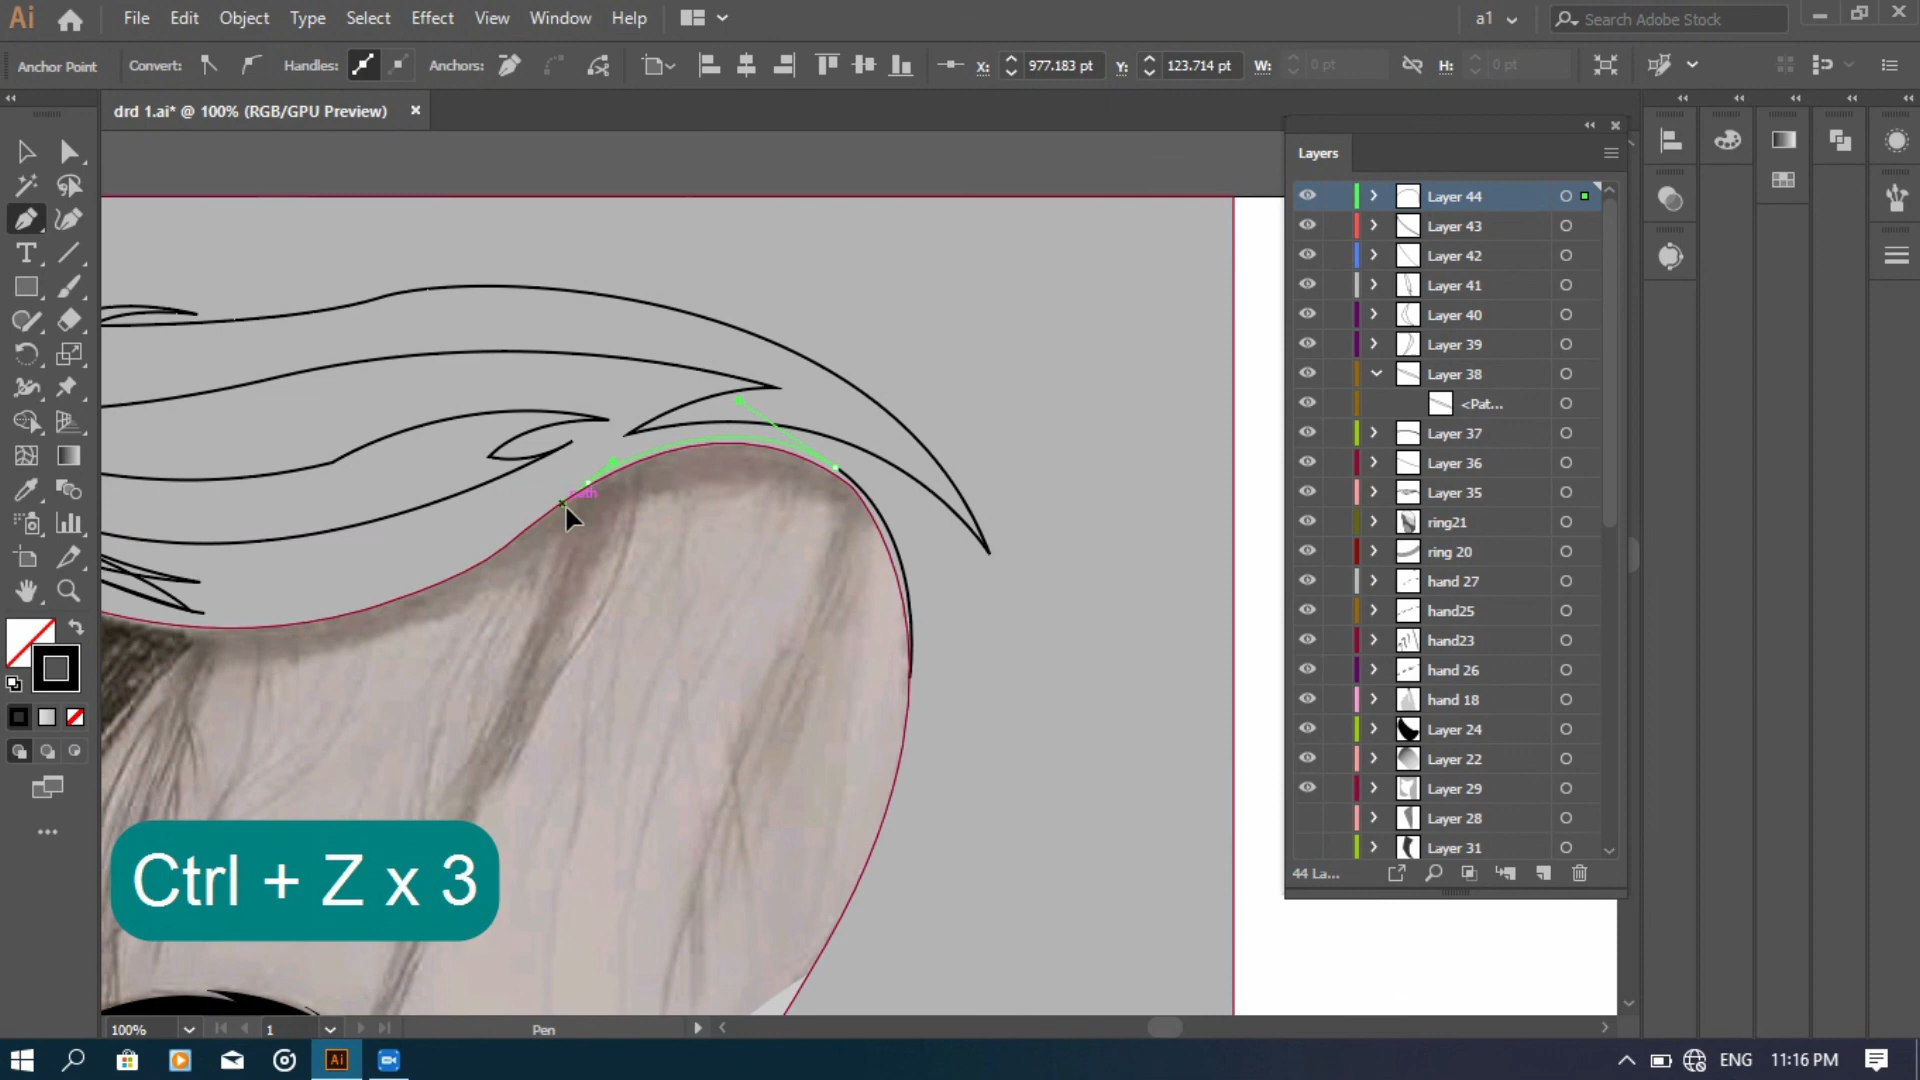 Ai File Edit Object Type Select Effect View Window Help a1 Search Adobe Stock
Anchor Point Convert: Handles: Anchors: X: 977.183 pt Y: 123.714 pt W: 0 pt H: 0 pt
drd 1.ai* @ 100% (RGB/GPU Preview)
Layers
Layer 44
Layer 43
Layer 42
Layer 41
Layer 40
Layer 39
Layer 38
<Pat...
Layer 37
Layer 36
Layer 35
ring21
ring 20
hand 27
hand25
hand23
hand 26
hand 18
Layer 24
Layer 22
Layer 29
Layer 28
Layer 31
44 La...
path
Ctrl + Z x 3
100% 1 Pen
Ai ENG 11:16 PM